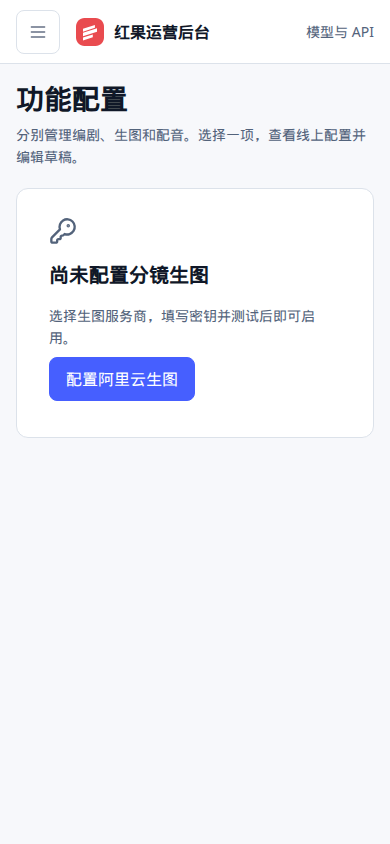 红果运营后台
模型与 API
功能配置
分别管理编剧、生图和配音。选择一项，查看线上配置并
编辑草稿。
尚未配置分镜生图
选择生图服务商，填写密钥并测试后即可启
用。
配置阿里云生图